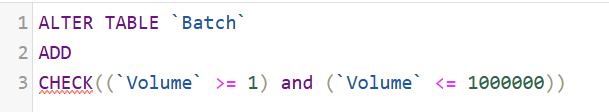 1 ALTER TABLE `Batch`
2 ADD
3 CHECK((`Volume` >= 1) and (`Volume` <= 1000000))